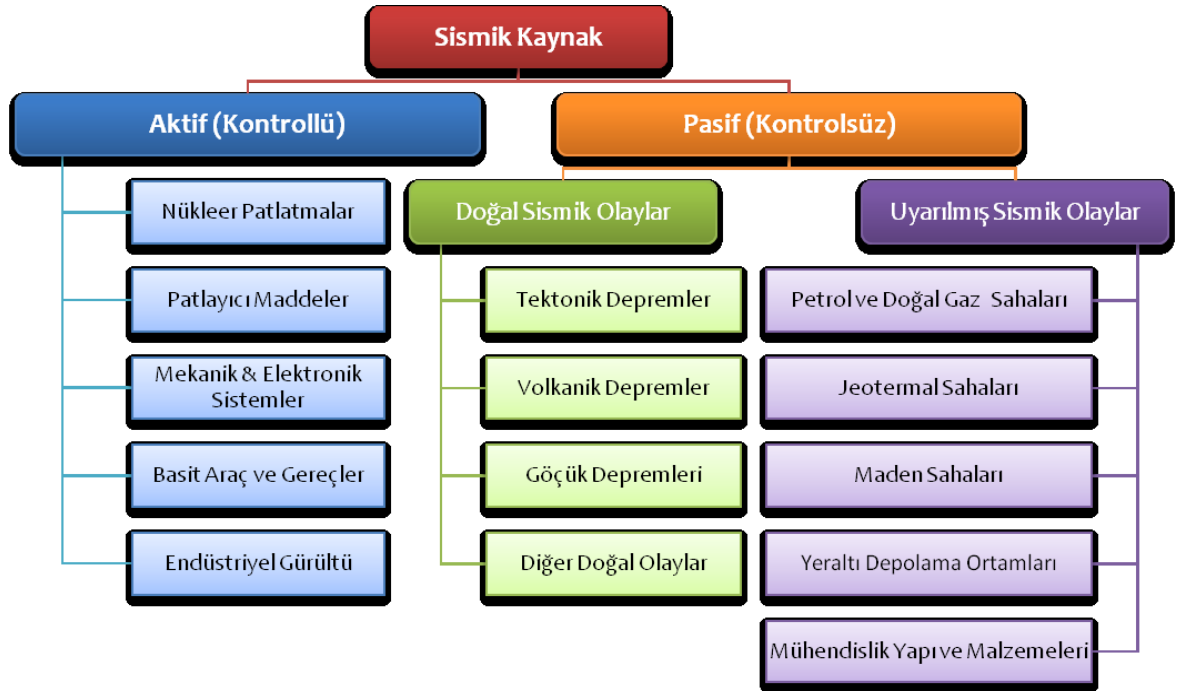 Sismik Kaynak
Aktif (Kontrollü)
Nükleer Patlatmalar
Patlayıcı Maddeler
Mekanik & Elektronik
Sistemler
Basit Araç ve Gereçler
Endüstriyel Gürültü
Pasif (Kontrolsüz)
Doğal Sismik Olaylar
Tektonik Depremler
Volkanik Depremler
Göçük Depremleri
Diğer Doğal Olaylar
Uyarılmış Sismik Olaylar
Petrol ve Doğal Gaz Sahaları
Jeotermal Sahaları
Maden Sahaları
Yeraltı Depolama Ortamları
Mühendislik Yapı ve Malzemeleri